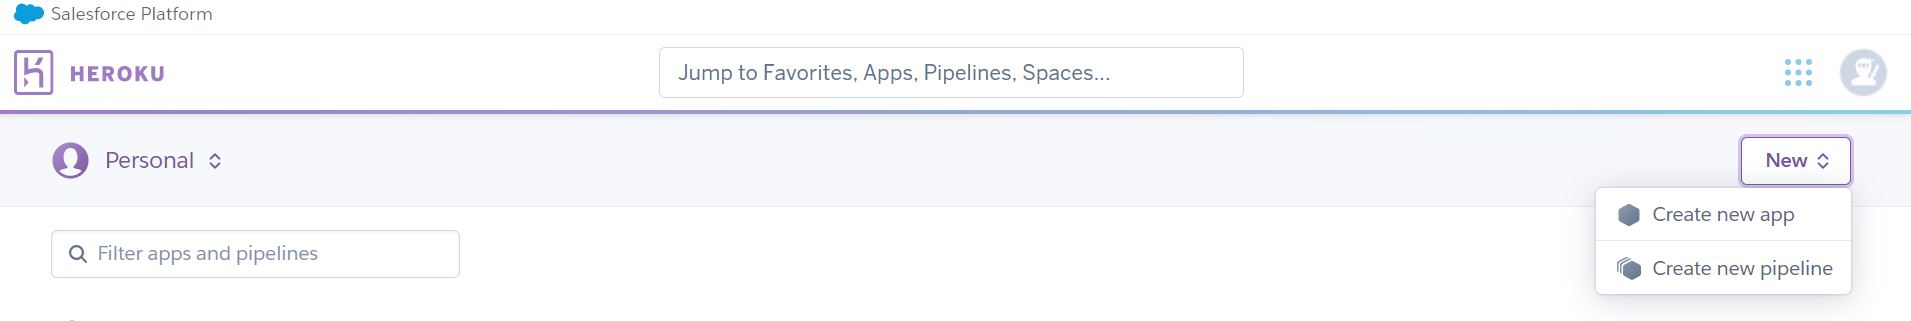 Salesforce Platform
HEROKU
Jump to Favorites, Apps, Pipelines, Spaces...
Personal
New
Create new app
Filter apps and pipelines
Create new pipeline